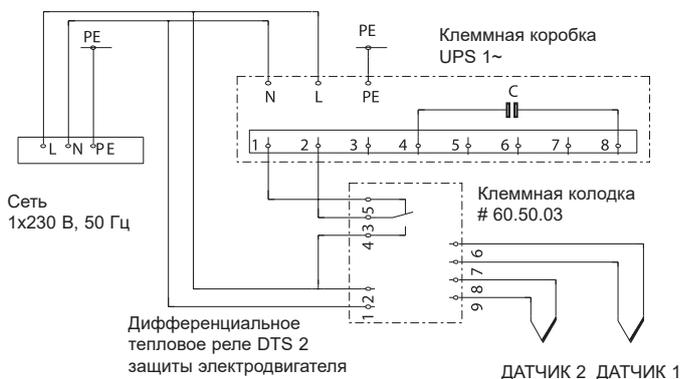 PE
PE
Клеммная коробка
UPS 1~
N L PE
C
L N PE
1 2 3 4 5 6 7 8
Сеть
1x230 В, 50 Гц
Клеммная колодка
# 60.50.03
5
3
4
6
7
8
9
2
1
Дифференциальное
тепловое реле DTS 2
защиты электродвигателя
ДАТЧИК 2 ДАТЧИК 1